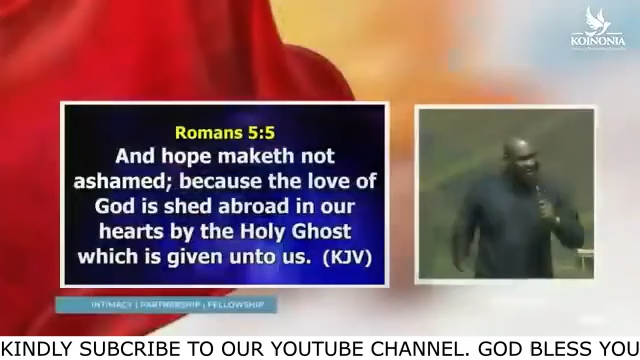 KOINONIA
Romans 5:5
And hope maketh not
ashamed; because the love of
God is shed abroad in our
hearts by the Holy Ghost
which is given unto us. (KJV)
INTIMACY | PARTNERSHIP | FELLOWSHIP
KINDLY SUBCRIBE TO OUR YOUTUBE CHANNEL. GOD BLESS YOU